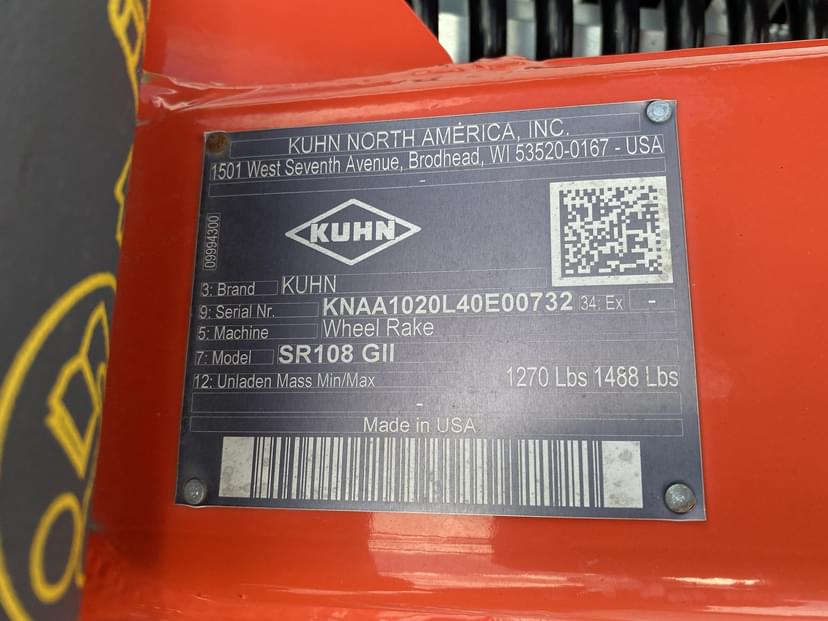 KUHN NORTH AMERICA, INC.
1501 West Seventh Avenue, Brodhead, WI 53520-0167 - USA
-
09994300
KUHN
3: Brand KUHN
9: Serial Nr. KNAA1020L40E00732 34: Ex -
5: Machine Wheel Rake
7: Model SR108 GII
12: Unladen Mass Min/Max 1270 Lbs 1488 Lbs
-
Made in USA